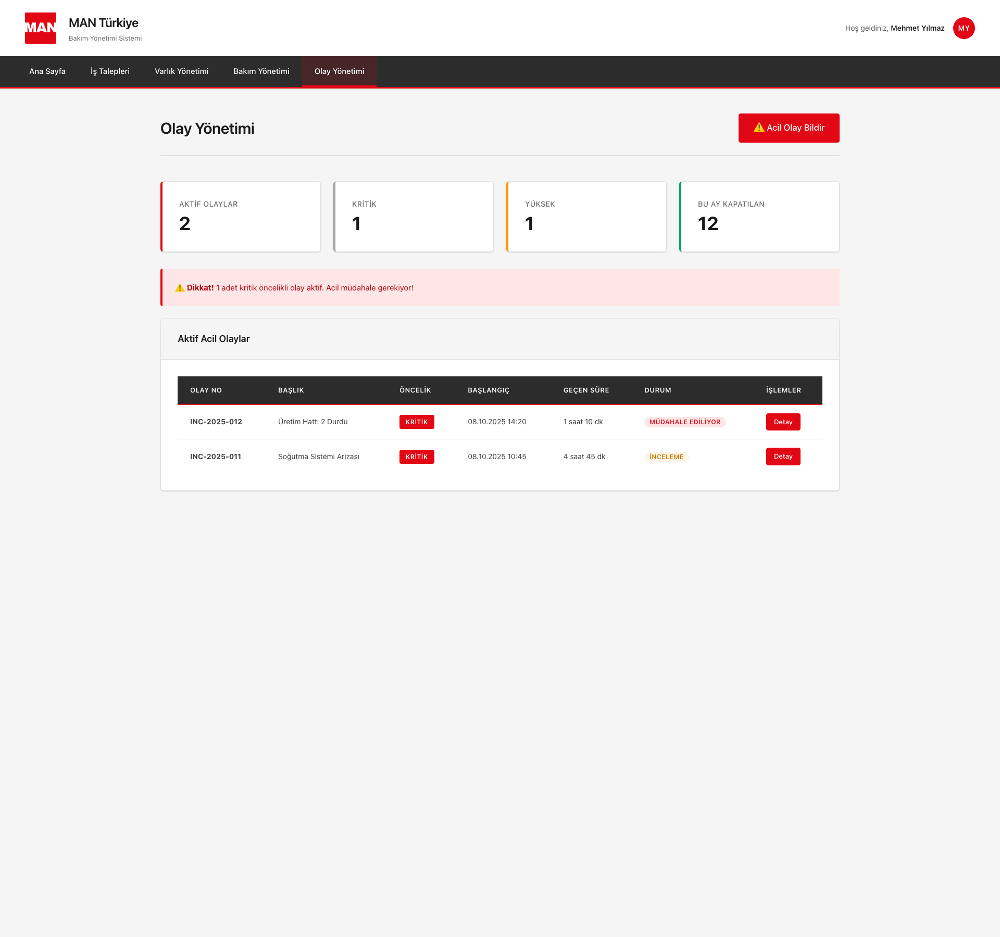 MAN
MAN Türkiye
Bakım Yönetimi Sistemi
Hoş geldiniz, Mehmet Yılmaz
MY
Ana Sayfa
İş Talepleri
Varlık Yönetimi
Bakım Yönetimi
Olay Yönetimi
Olay Yönetimi
⚠️ Acil Olay Bildir
AKTİF OLAYLAR
2
KRİTİK
1
YÜKSEK
1
BU AY KAPATILAN
12
⚠️ Dikkat! 1 adet kritik öncelikli olay aktif. Acil müdahale gerekiyor!
Aktif Acil Olaylar
OLAY NO BAŞLIK ÖNCELİK BAŞLANGIÇ GEÇEN SÜRE DURUM İŞLEMLER
INC-2025-012 Üretim Hattı 2 Durdu KRİTİK 08.10.2025 14:20 1 saat 10 dk MÜDAHALE EDİLİYOR Detay
INC-2025-011 Soğutma Sistemi Arızası KRİTİK 08.10.2025 10:45 4 saat 45 dk İNCELEME Detay